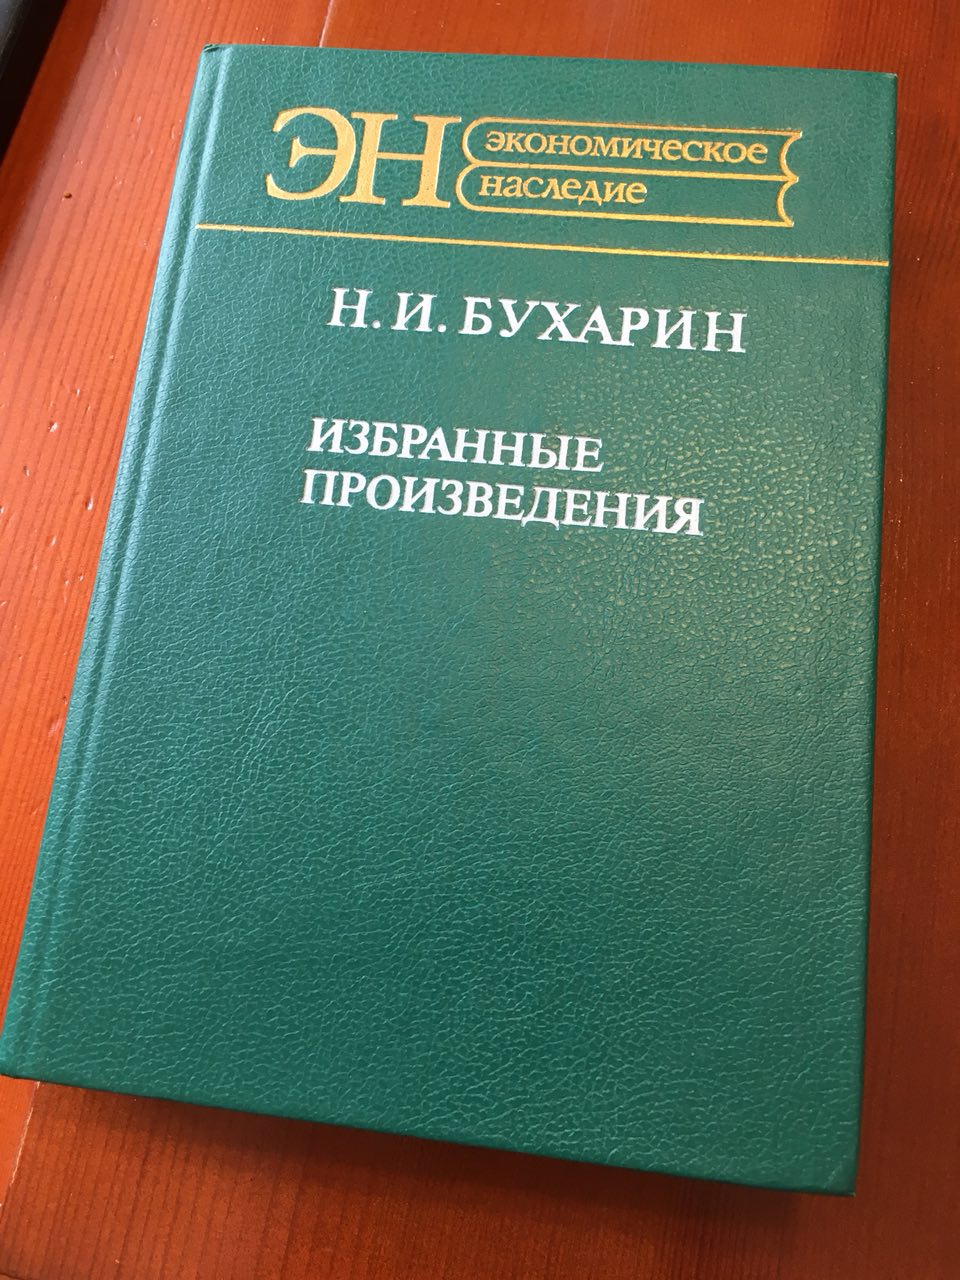 ЭН
экономическое
наследие
Н. И. БУХАРИН
ИЗБРАННЫЕ
ПРОИЗВЕДЕНИЯ